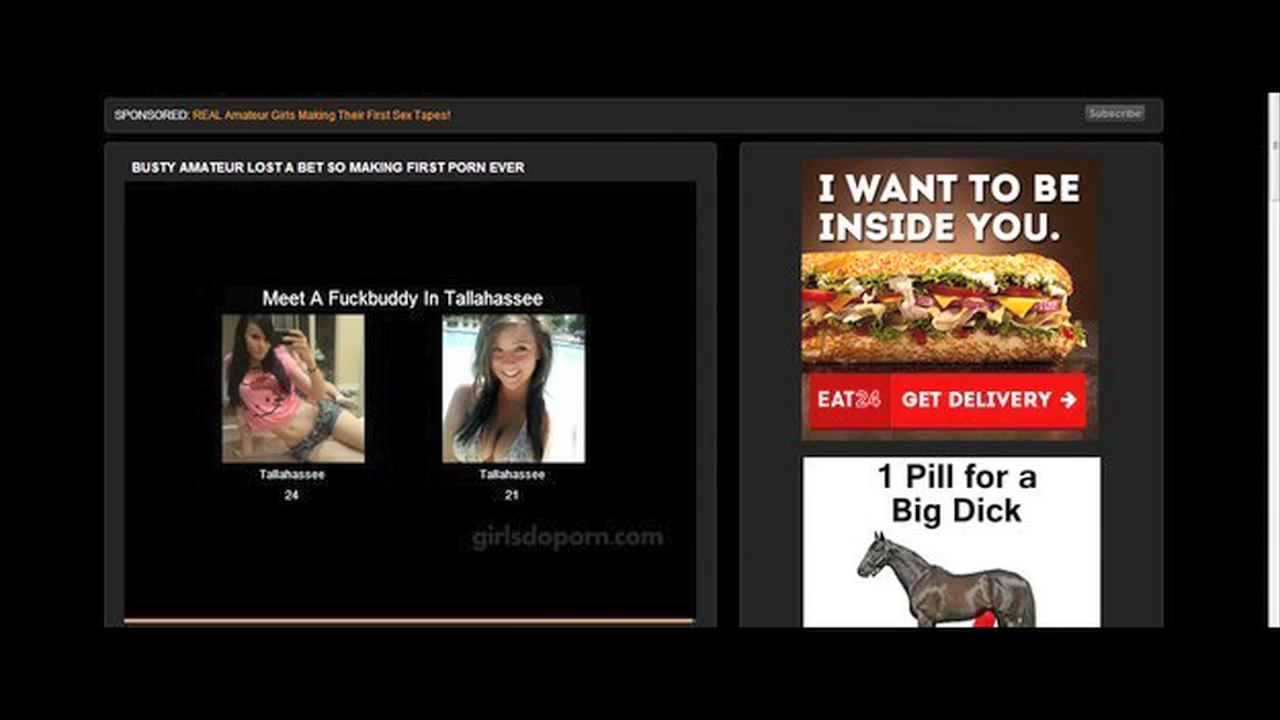 SPONSORED: REAL Amateur Girls Making Their First Sex Tapes!
Subscribe
BUSTY AMATEUR LOST A BET SO MAKING FIRST PORN EVER
Meet A Fuckbuddy In Tallahassee
Tallahassee
24
Tallahassee
21
girlsdoporn.com
I WANT TO BE
INSIDE YOU.
EAT24
GET DELIVERY
1 Pill for a
Big Dick